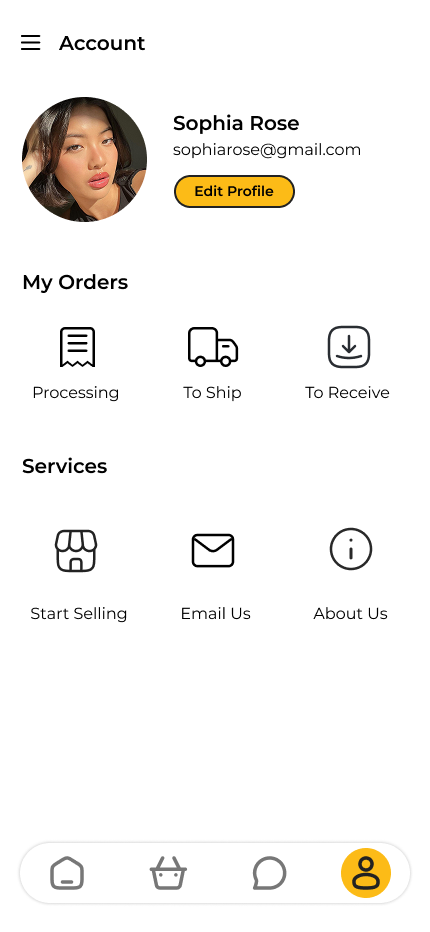 Account
Sophia Rose
sophiarose@gmail.com
Edit Profile
My Orders
Processing To Ship To Receive
Services
Start Selling Email Us About Us